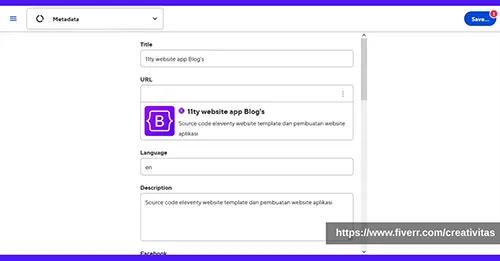 Metadata
Save...
1
Title
11ty website app Blog's
URL
B
11ty website app Blog's
Source code eleventy website template dan pembuatan website
aplikasi
Language
en
Description
Source code eleventy website template dan pembuatan website aplikasi
https://www.fiverr.com/creativitas
Facebook